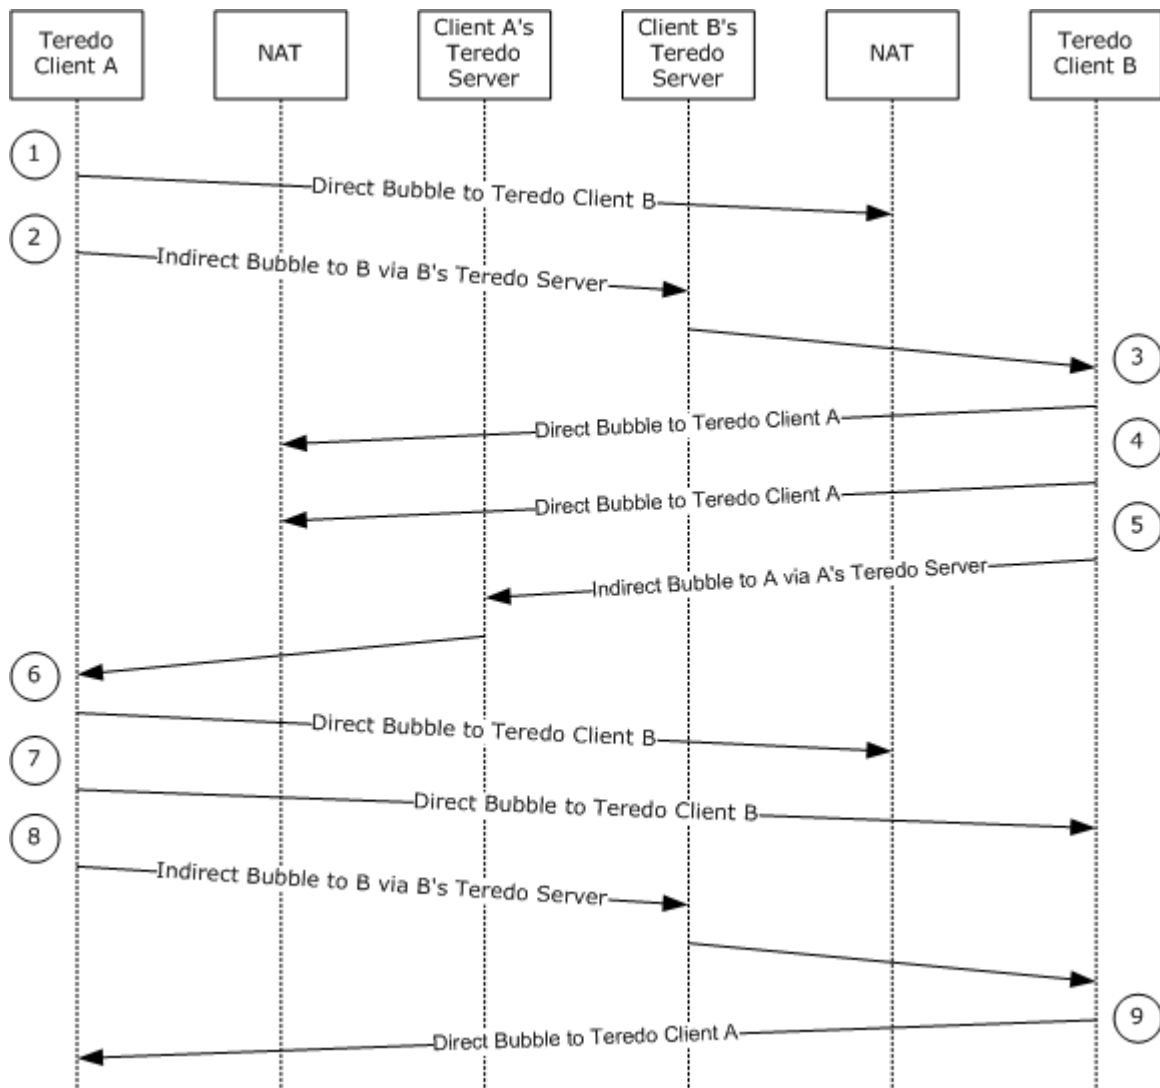 Teredo
Client A
NAT
Client A's
Teredo
Server
Client B's
Teredo
Server
NAT
Teredo
Client B
1
Direct Bubble to Teredo Client B
2
Indirect Bubble to B via B's Teredo Server
3
Direct Bubble to Teredo Client A
4
Direct Bubble to Teredo Client A
5
Indirect Bubble to A via A's Teredo Server
6
Direct Bubble to Teredo Client B
7
Direct Bubble to Teredo Client B
8
Indirect Bubble to B via B's Teredo Server
9
Direct Bubble to Teredo Client A